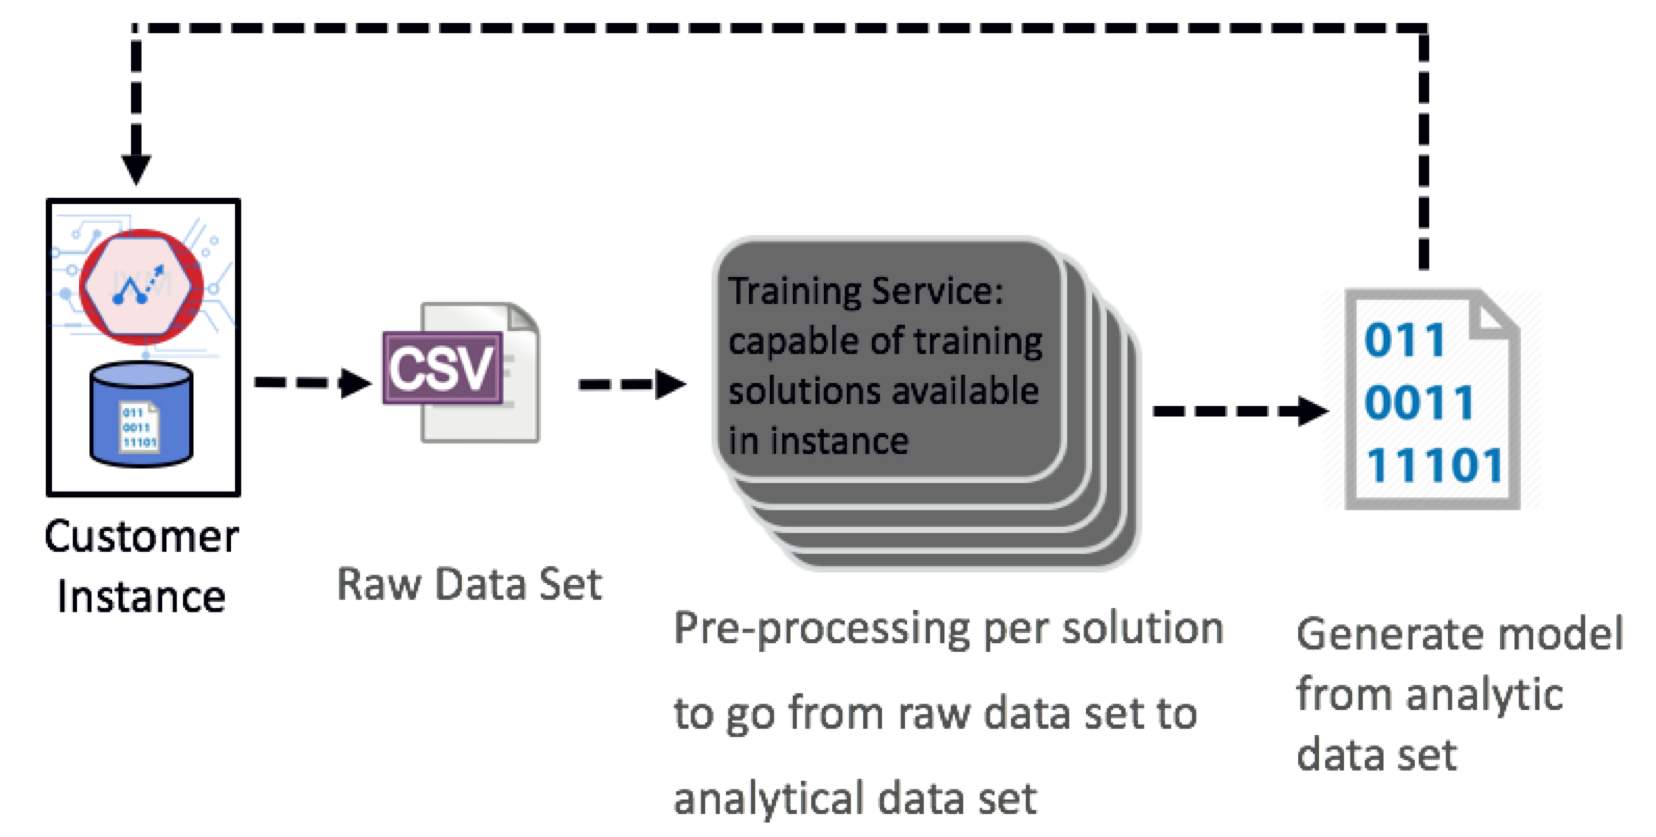 011
0011
11101
Customer
Instance
CSV
Raw Data Set
Training Service:
capable of training
solutions available
in instance
Pre-processing per solution
to go from raw data set to
analytical data set
011
0011
11101
Generate model
from analytic
data set